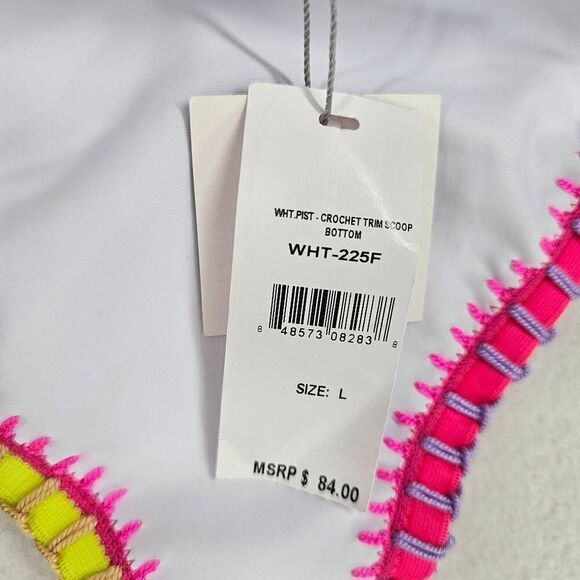 WHT.PIST - CROCHET TRIM SCOOP
BOTTOM
WHT-225F
8 48573 08283 8
SIZE: L
MSRP $ 84.00